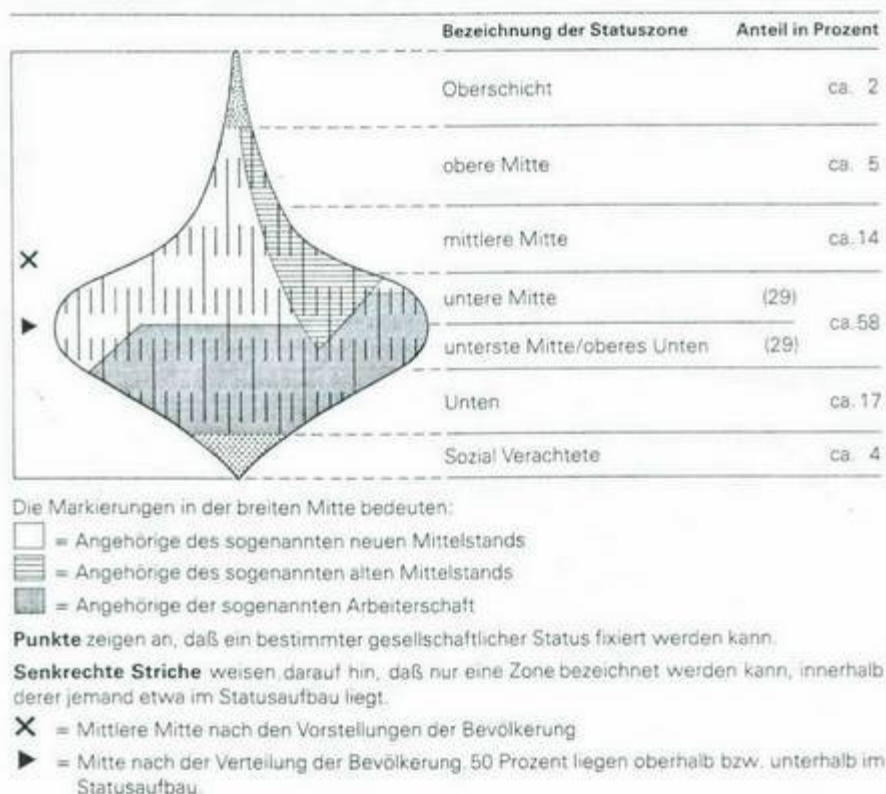 Bezeichnung der Statuszone Anteil in Prozent
Oberschicht ca. 2
obere Mitte ca. 5
mittlere Mitte ca. 14
untere Mitte (29)
ca. 58
unterste Mitte/oberes Unten (29)
Unten ca. 17
Sozial Verachtete ca. 4
Die Markierungen in der breiten Mitte bedeuten:
= Angehörige des sogenannten neuen Mittelstands
= Angehörige des sogenannten alten Mittelstands
= Angehörige der sogenannten Arbeiterschaft
Punkte zeigen an, daß ein bestimmter gesellschaftlicher Status fixiert werden kann.
Senkrechte Striche weisen darauf hin, daß nur eine Zone bezeichnet werden kann, innerhalb
derer jemand etwa im Statusaufbau liegt.
= Mittlere Mitte nach den Vorstellungen der Bevölkerung
= Mitte nach der Verteilung der Bevölkerung. 50 Prozent liegen oberhalb bzw. unterhalb im
Statusaufbau.